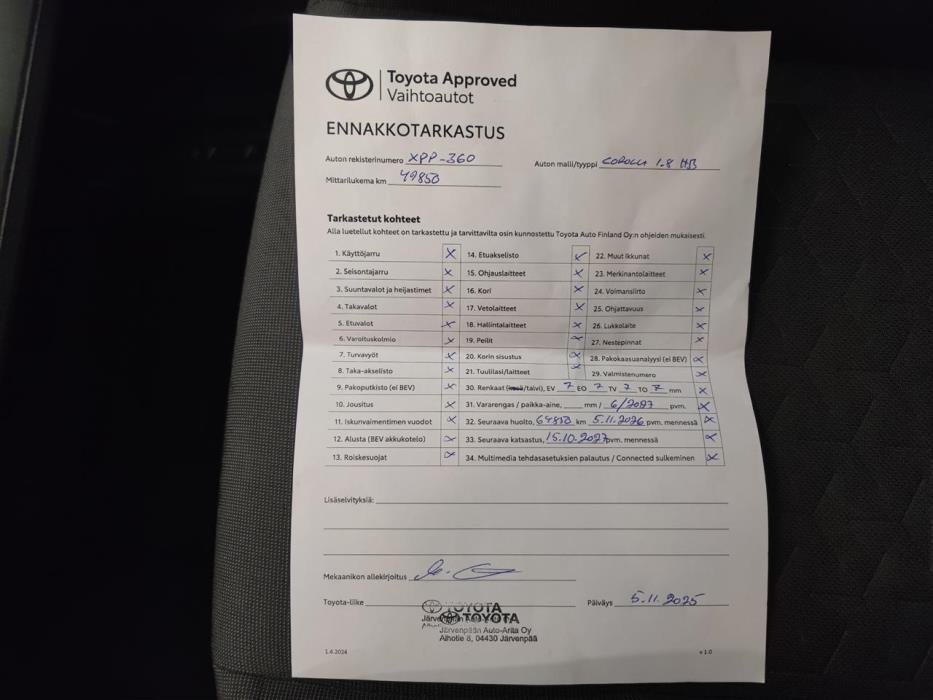 Toyota Approved
Vaihtoautot
ENNAKKOTARKASTUS
Auton rekisterinumero XPP-360 Auton malli/tyyppi COROLLA 1.8 HB
Mittarilukema km 49850
Tarkastetut kohteet
Alla luetellut kohteet on tarkastettu ja tarvittavilta osin kunnostettu Toyota Auto Finland Oy:n ohjeiden mukaisesti.
1. Käyttöjarru X 14. Etuakselisto X 22. Muut ikkunat X
2. Seisontajarru X 15. Ohjauslaitteet X 23. Merkinantolaitteet X
3. Suuntavalot ja heijastimet X 16. Kori X 24. Voimansiirto X
4. Takavalot X 17. Vetolaitteet X 25. Ohjattavuus X
5. Etuvalot X 18. Hallintalaitteet X 26. Lukkolaite X
6. Varoituskolmio X 19. Peilit X 27. Nestepinnat X
7. Turvavyöt X 20. Korin sisustus X 28. Pakokaasuanalyysi (ei BEV) X
8. Taka-akselisto X 21. Tuulilasi/laitteet X 29. Valmistenumero X
9. Pakoputkisto (ei BEV) X 30. Renkaat (kesä/talvi), EV 7 EO 7 TV 7 TO 7 mm X
10. Jousitus X 31. Vararengas / paikka-aine, ___ mm / 6/2027 pvm. X
11. Iskunvaimentimien vuodot X 32. Seuraava huolto, 64850 km 5.11.2026 pvm. mennessä X
12. Alusta (BEV akkukotelo) X 33. Seuraava katsastus, 15.10.2027 pvm. mennessä X
13. Roiskesuojat X 34. Multimedia tehdasasetuksien palautus / Connected sulkeminen X
Lisäselvityksiä:
Mekaanikon allekirjoitus
Toyota-liike Päiväys 5.11.2025
TOYOTA
TOYOTA
Järvenpään Auto-Arita Oy
Alhotie 8, 04430 Järvenpää
1.4.2024 v 1.0